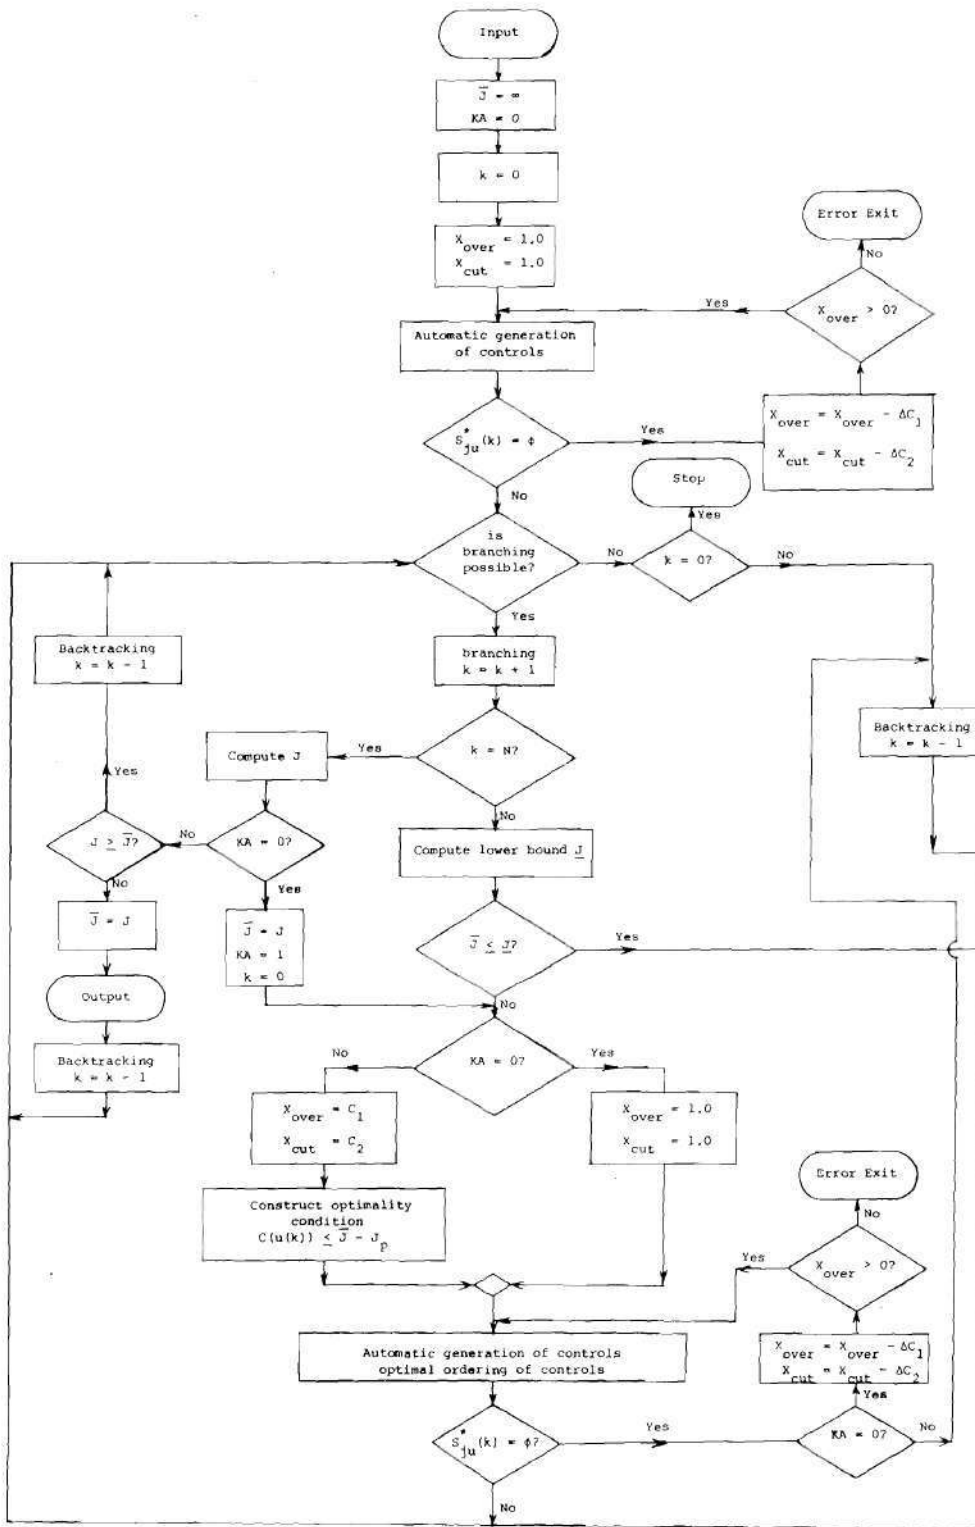 Input
J̅ = ∞
KA = 0
k = 0
X_over = 1.0
X_cut = 1.0
Error Exit
No
X_over > 0?
Yes
Automatic generation
of controls
X_over = X_over - ΔC_1
X_cut = X_cut - ΔC_2
S*_ju(k) = φ
Yes
No
Stop
Yes
is
branching
possible?
No
k = 0?
No
Yes
Backtracking
k = k - 1
branching
k = k + 1
Backtracking
k = k - 1
k = N?
Yes
Compute J
No
Yes
J ≥ J̅?
No
KA = 0?
Compute lower bound J̲
No
Yes
J̅ = J
J̅ = J
KA = 1
k = 0
J̅ ≤ J̲?
Yes
No
Output
KA = 0?
No
Yes
Backtracking
k = k - 1
X_over = C_1
X_cut = C_2
X_over = 1.0
X_cut = 1.0
Construct optimality
condition
C(u(k)) ≤ J̅ - J_p
Error Exit
No
X_over > 0?
Yes
Automatic generation of controls
optimal ordering of controls
X_over = X_over - ΔC_1
X_cut = X_cut - ΔC_2
Yes
S*_ju(k) = φ?
Yes
KA = 0?
No
No